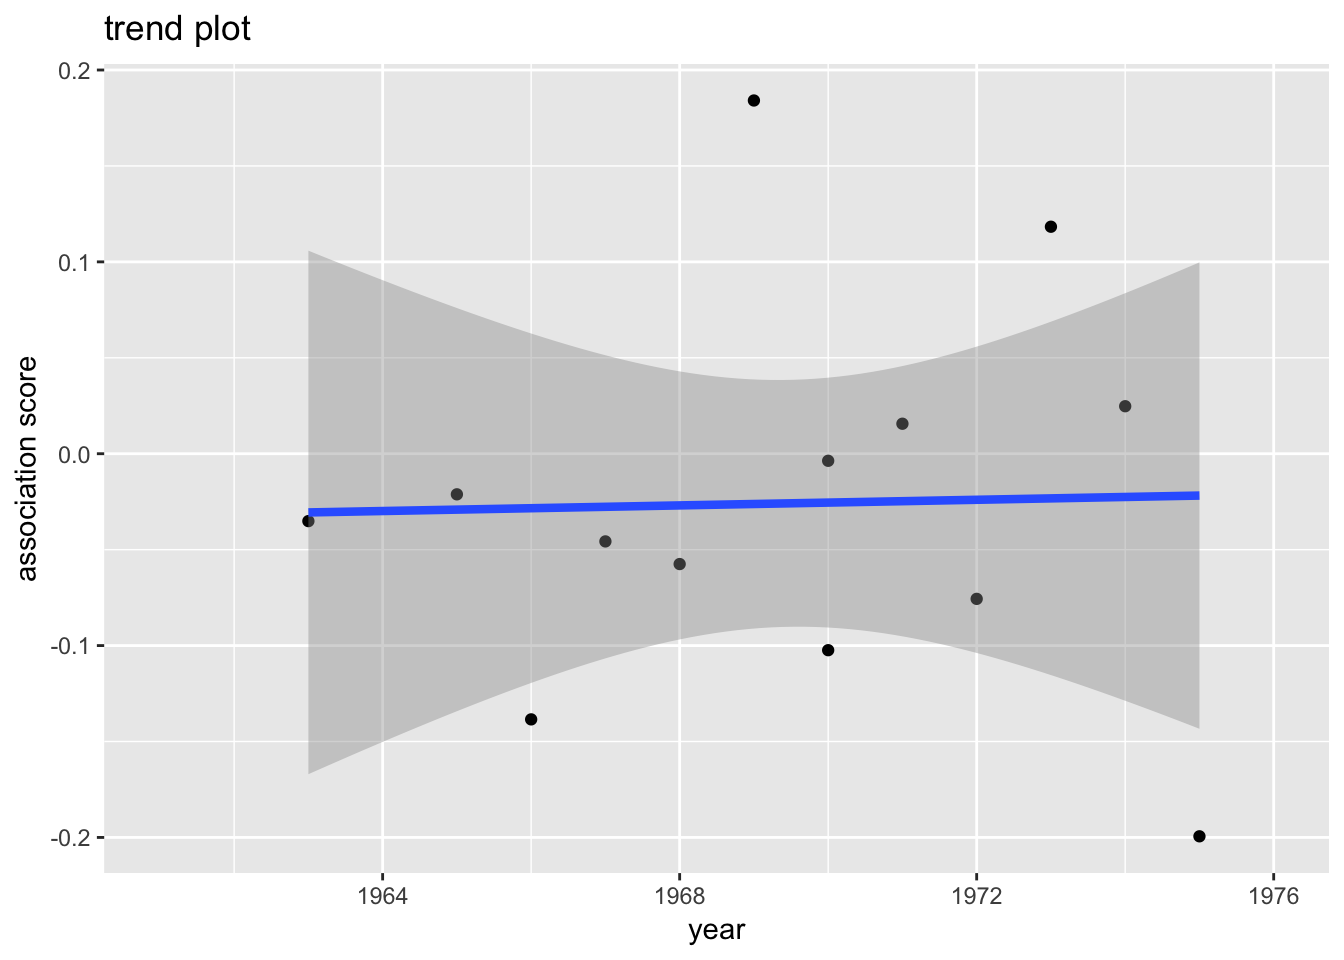 trend plot
0.2
0.1
0.0
-0.1
-0.2
association score
1964 1968 1972 1976
year